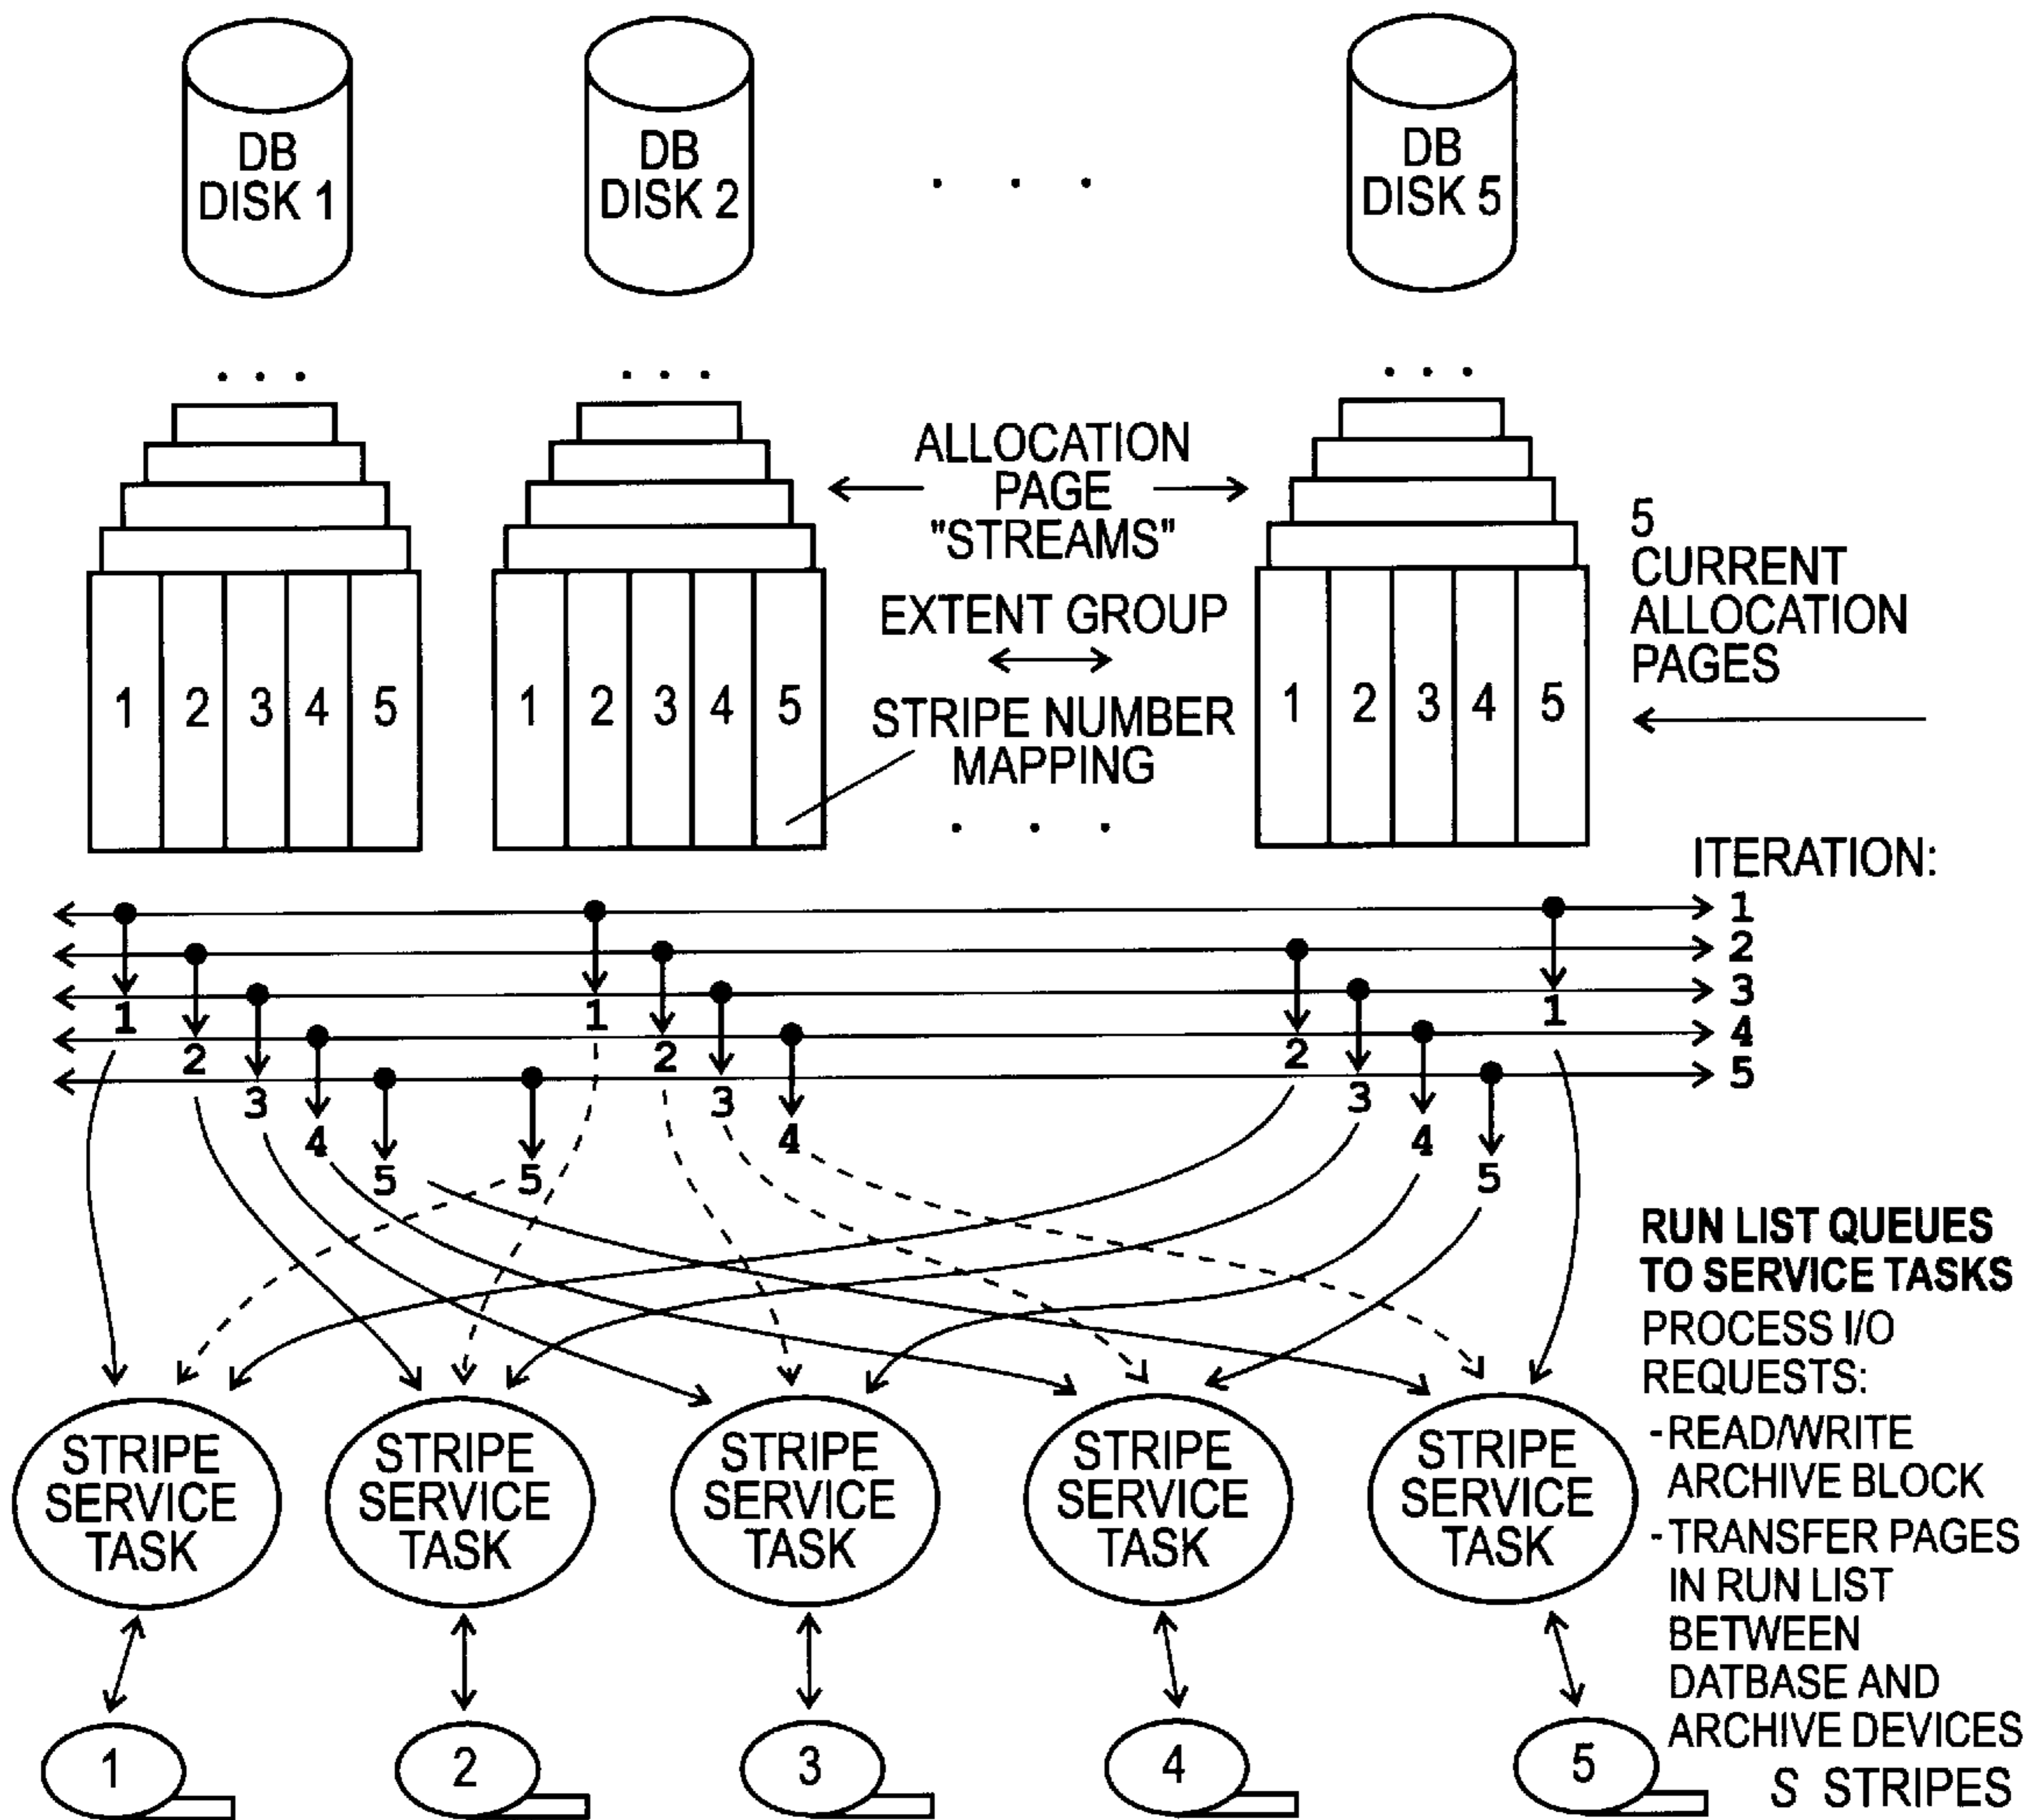 DB
DISK 1
DB
DISK 2
. . .
DB
DISK 5
. . .
. . .
. . .
ALLOCATION
PAGE
"STREAMS"
5
CURRENT
ALLOCATION
PAGES
EXTENT GROUP
STRIPE NUMBER
MAPPING
1 2 3 4 5
1 2 3 4 5
. . .
1 2 3 4 5
ITERATION:
1
2
3
4
5
1 2 3 4 5
5 1 2 3 4
2 3 4 5 1
RUN LIST QUEUES
TO SERVICE TASKS
PROCESS I/O
REQUESTS:
- READ/WRITE
ARCHIVE BLOCK
- TRANSFER PAGES
IN RUN LIST
BETWEEN
DATBASE AND
ARCHIVE DEVICES
STRIPE
SERVICE
TASK
STRIPE
SERVICE
TASK
STRIPE
SERVICE
TASK
STRIPE
SERVICE
TASK
STRIPE
SERVICE
TASK
1
2
3
4
5
S STRIPES